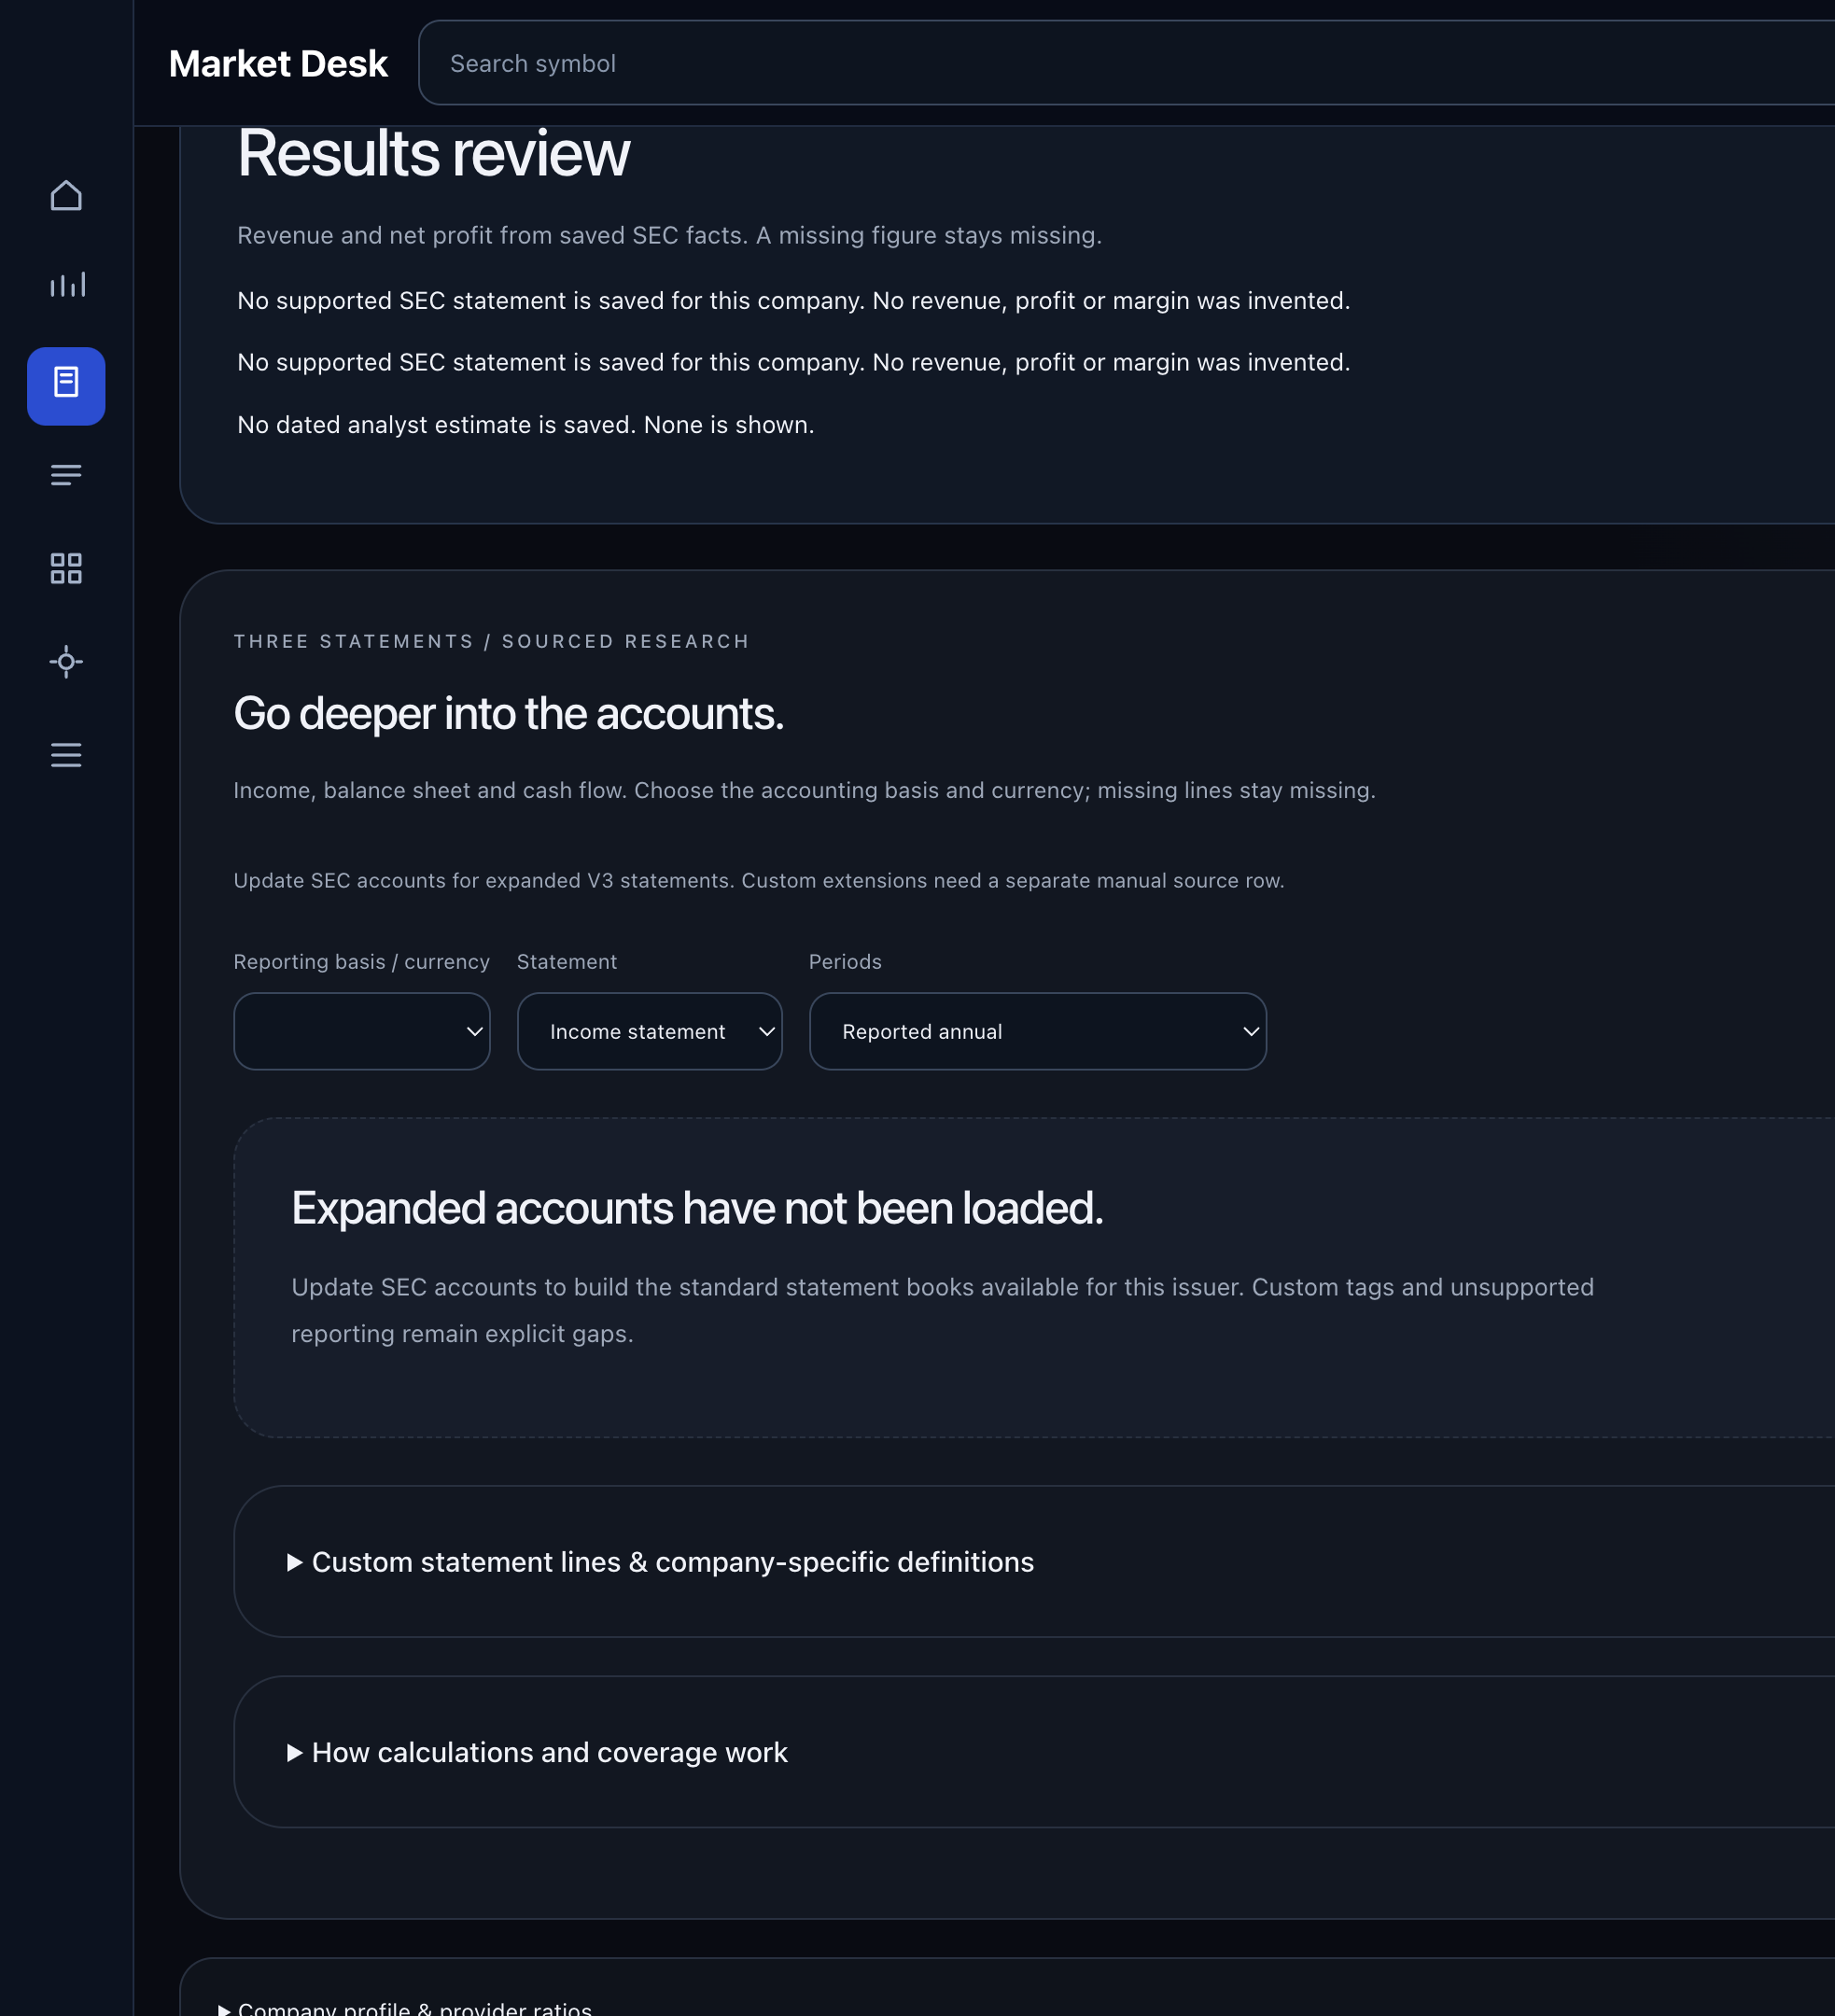 Market Desk
Search symbol
Results review
Revenue and net profit from saved SEC facts. A missing figure stays missing.
No supported SEC statement is saved for this company. No revenue, profit or margin was invented.
No supported SEC statement is saved for this company. No revenue, profit or margin was invented.
No dated analyst estimate is saved. None is shown.
THREE STATEMENTS / SOURCED RESEARCH
Go deeper into the accounts.
Income, balance sheet and cash flow. Choose the accounting basis and currency; missing lines stay missing.
Update SEC accounts for expanded V3 statements. Custom extensions need a separate manual source row.
Reporting basis / currency Statement Periods
Income statement Reported annual
Expanded accounts have not been loaded.
Update SEC accounts to build the standard statement books available for this issuer. Custom tags and unsupported
reporting remain explicit gaps.
Custom statement lines & company-specific definitions
How calculations and coverage work
Company profile & provider ratios